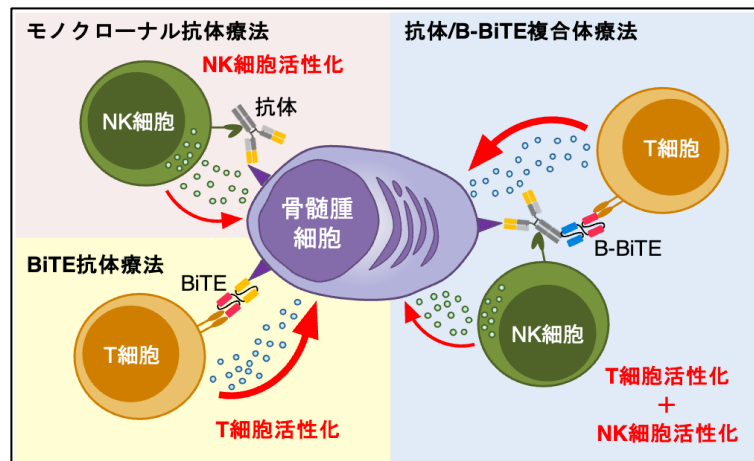 モノクローナル抗体療法
NK細胞活性化
NK細胞
抗体
骨髄腫
細胞
BiTE抗体療法
BiTE
T細胞
T細胞活性化
抗体/B-BiTE複合体療法
T細胞
B-BiTE
NK細胞
T細胞活性化
+
NK細胞活性化